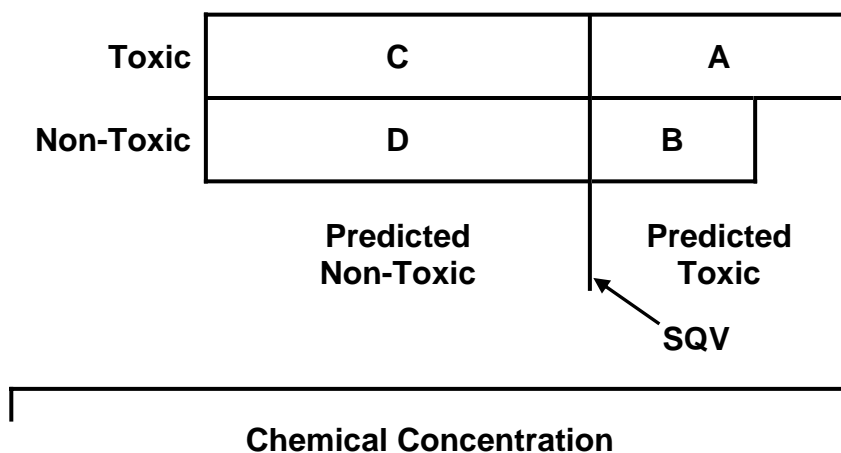 Toxic C A
Non-Toxic D B
Predicted Predicted
Non-Toxic Toxic
SQV
Chemical Concentration